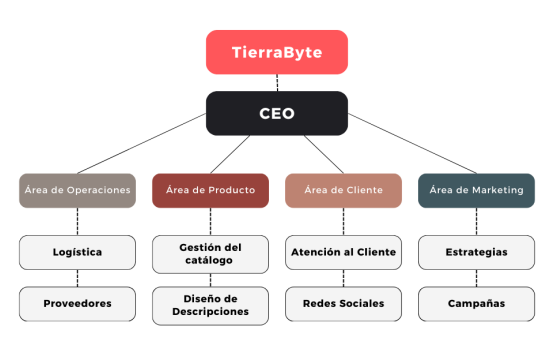 TierraByte
CEO
Área de Operaciones
Área de Producto
Área de Cliente
Área de Marketing
Logística
Gestión del
catálogo
Atención al Cliente
Estrategias
Proveedores
Diseño de
Descripciones
Redes Sociales
Campañas